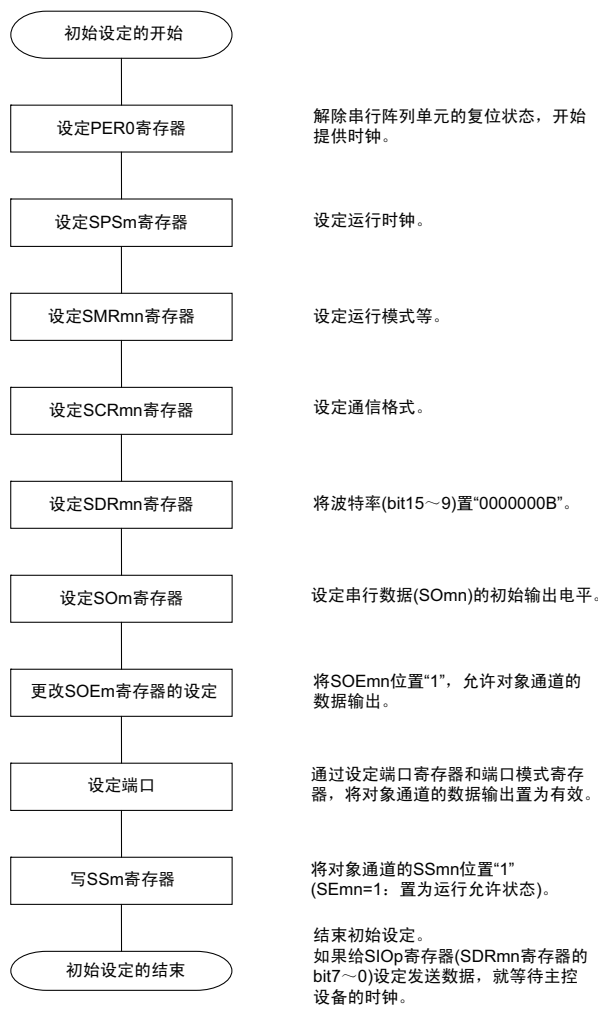 初始设定的开始
设定PER0寄存器
解除串行阵列单元的复位状态，开始
提供时钟。
设定SPSm寄存器
设定运行时钟。
设定SMRmn寄存器
设定运行模式等。
设定SCRmn寄存器
设定通信格式。
设定SDRmn寄存器
将波特率(bit15～9)置“0000000B”。
设定SOm寄存器
设定串行数据(SOmn)的初始输出电平。
更改SOEm寄存器的设定
将SOEmn位置“1”，允许对象通道的
数据输出。
设定端口
通过设定端口寄存器和端口模式寄存
器，将对象通道的数据输出置为有效。
写SSm寄存器
将对象通道的SSmn位置“1”
(SEmn=1：置为运行允许状态)。
初始设定的结束
结束初始设定。
如果给SIOp寄存器(SDRmn寄存器的
bit7～0)设定发送数据，就等待主控
设备的时钟。